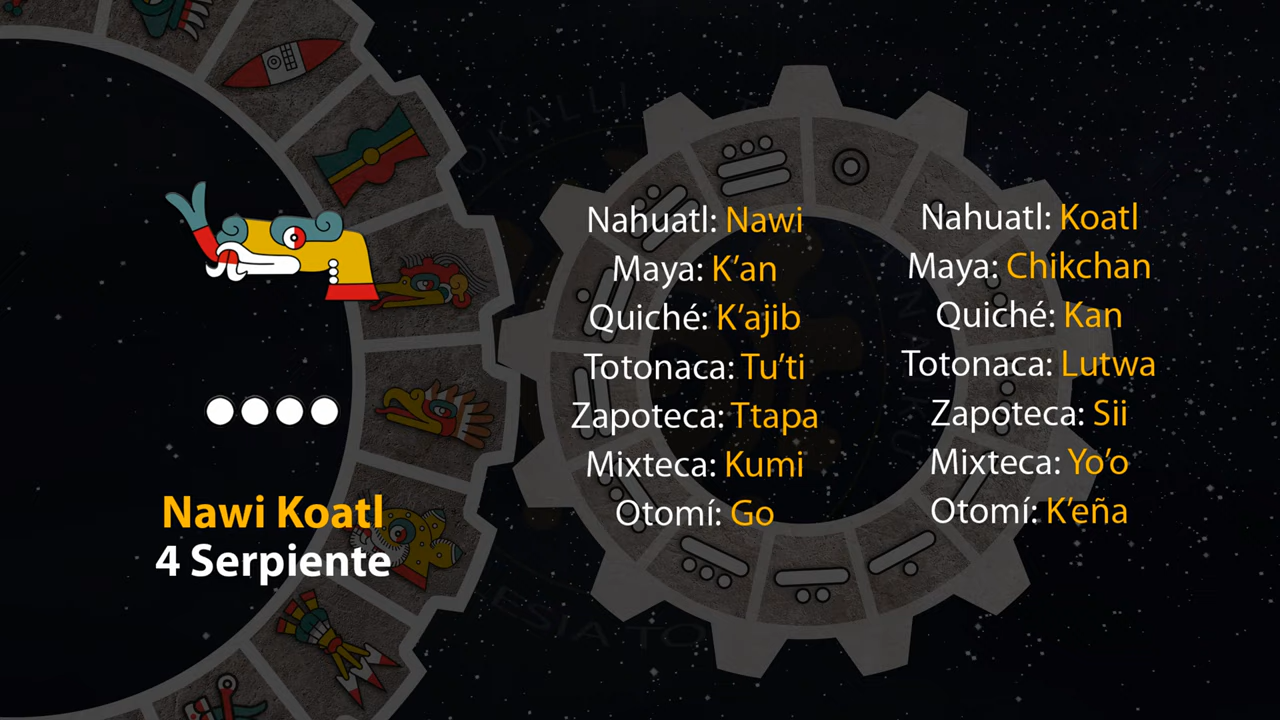 Nawi Koatl
4 Serpiente
Nahuatl: Nawi
Maya: K’an
Quiché: K’ajib
Totonaca: Tu’ti
Zapoteca: Ttapa
Mixteca: Kumi
Otomí: Go
Nahuatl: Koatl
Maya: Chikchan
Quiché: Kan
Totonaca: Lutwa
Zapoteca: Sii
Mixteca: Yo’o
Otomí: K’eña